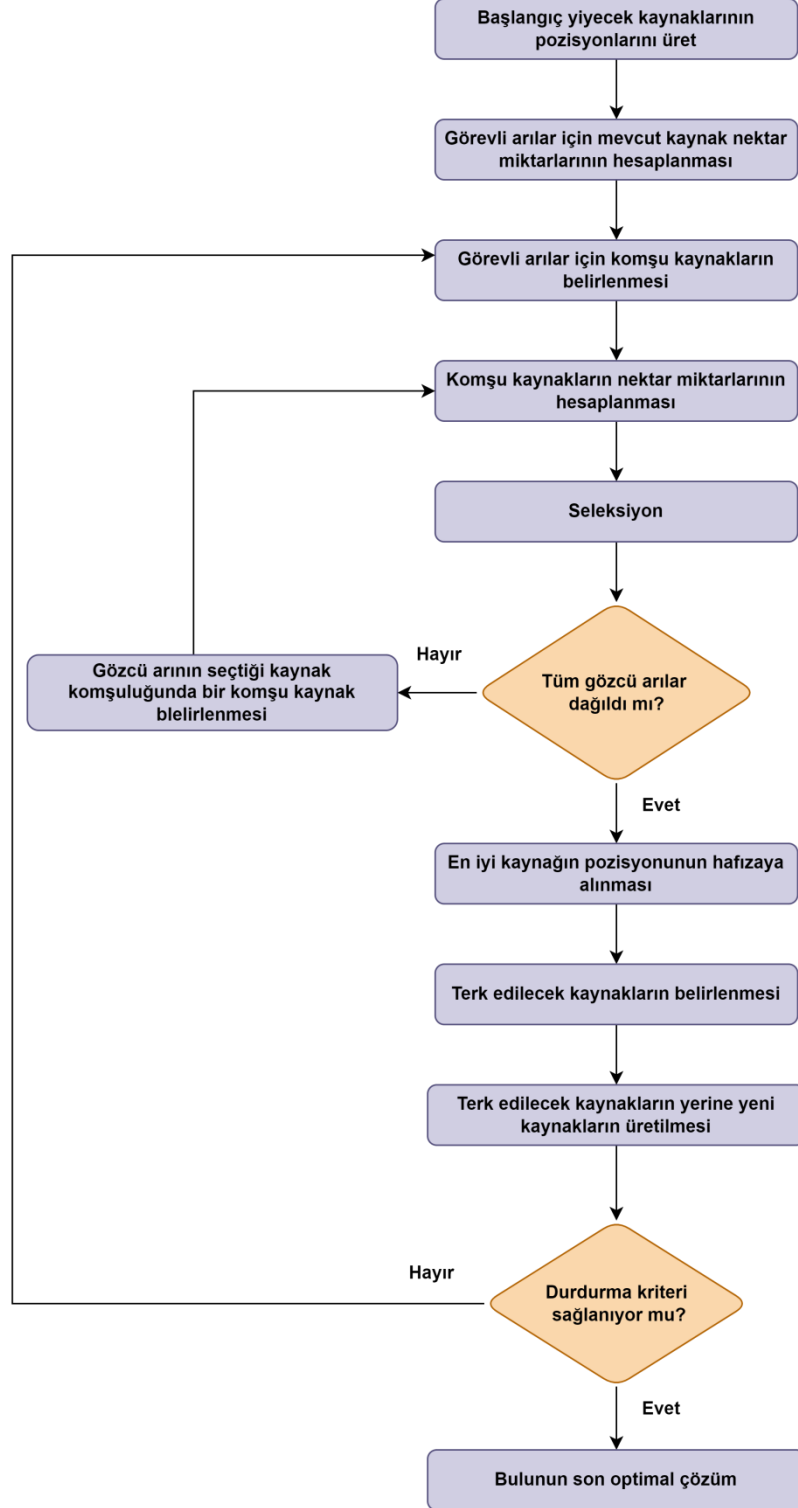 Başlangıç yiyecek kaynaklarının
pozisyonlarını üret
Görevli arılar için mevcut kaynak nektar
miktarlarının hesaplanması
Görevli arılar için komşu kaynakların
belirlenmesi
Komşu kaynakların nektar miktarlarının
hesaplanması
Seleksiyon
Tüm gözcü arılar
dağıldı mı?
Hayır
Gözcü arının seçtiği kaynak
komşuluğunda bir komşu kaynak
blelirlenmesi
Evet
En iyi kaynağın pozisyonunun hafızaya
alınması
Terk edilecek kaynakların belirlenmesi
Terk edilecek kaynakların yerine yeni
kaynakların üretilmesi
Durdurma kriteri
sağlanıyor mu?
Hayır
Evet
Bulunun son optimal çözüm